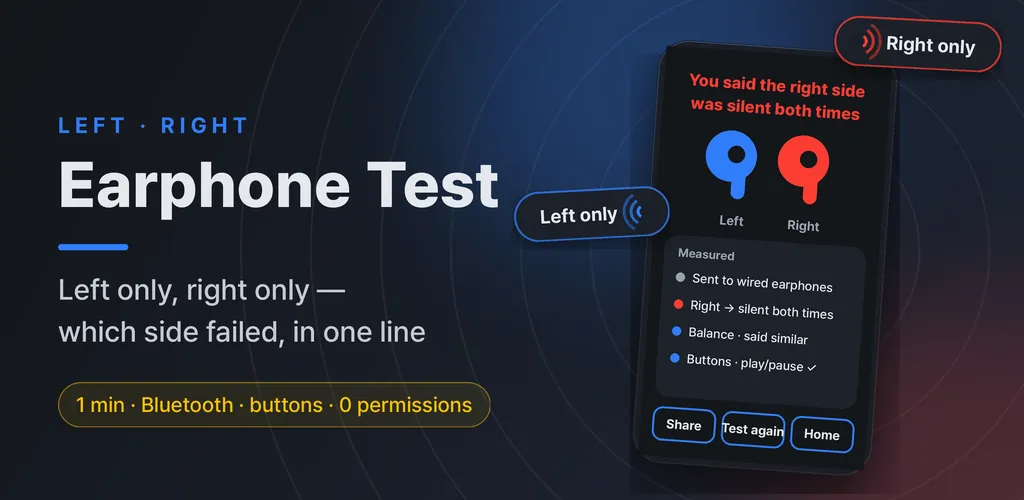 LEFT · RIGHT
Earphone Test
Left only, right only —
which side failed, in one line
1 min · Bluetooth · buttons · 0 permissions
Right only
Left only
You said the right side
was silent both times
Left
Right
Measured
Sent to wired earphones
Right → silent both times
Balance · said similar
Buttons · play/pause ✓
Share
Test again
Home